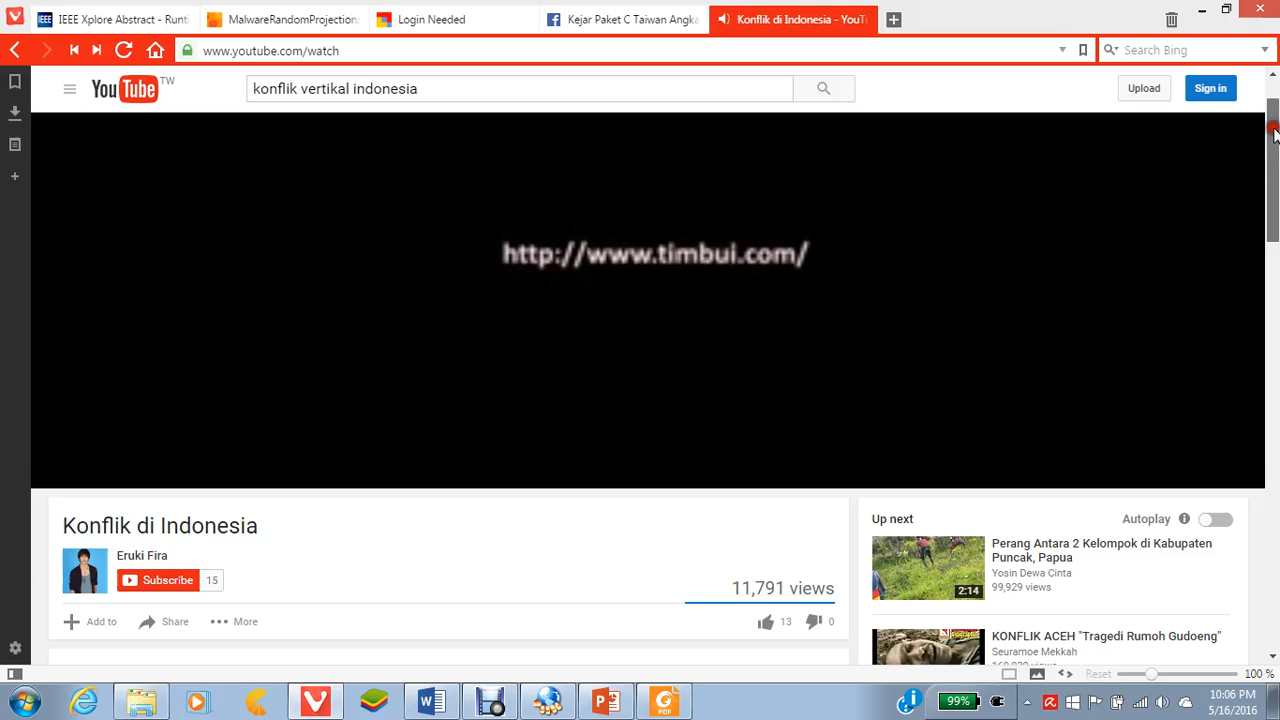 IEEE Xplore Abstract - Runti
MalwareRandomProjections
Login Needed
Kejar Paket C Taiwan Angka
Konflik di Indonesia - YouTu
www.youtube.com/watch
Search Bing
YouTube TW
konflik vertikal indonesia
Upload
Sign in
http://www.timbui.com/
Konflik di Indonesia
Eruki Fira
Subscribe 15
11,791 views
Add to
Share
More
13
0
Up next
Autoplay
Perang Antara 2 Kelompok di Kabupaten
Puncak, Papua
Yosin Dewa Cinta
99,929 views
2:14
KONFLIK ACEH "Tragedi Rumoh Gudoeng"
Seuramoe Mekkah
Reset
100 %
99%
10:06 PM
5/16/2016